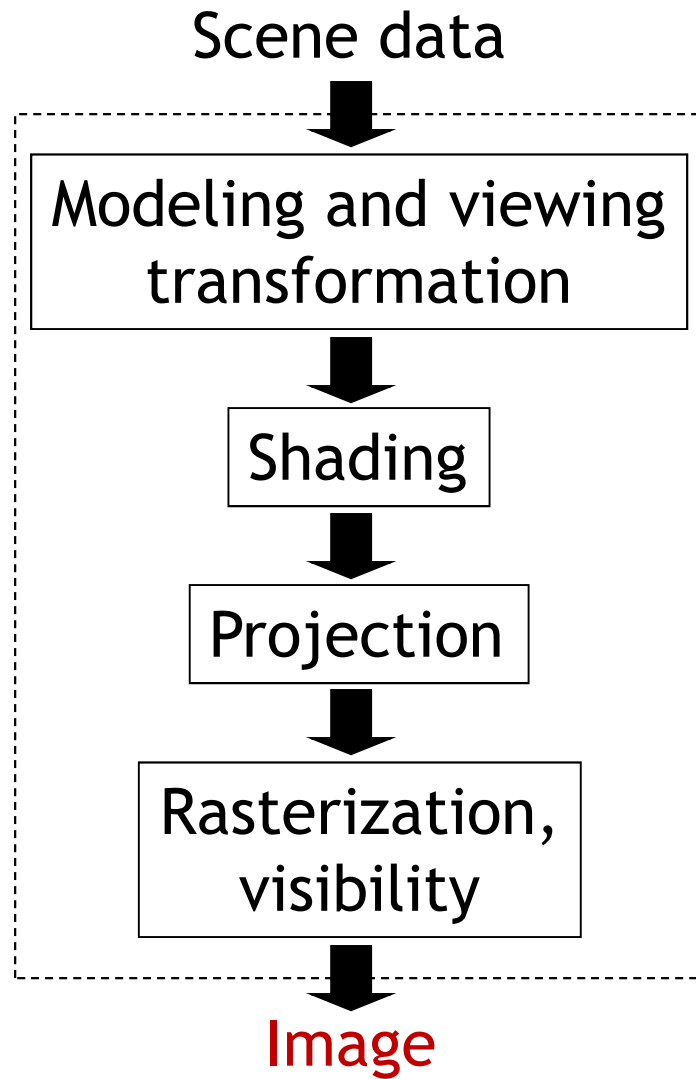 Scene data
Modeling and viewing
transformation
Shading
Projection
Rasterization,
visibility
Image